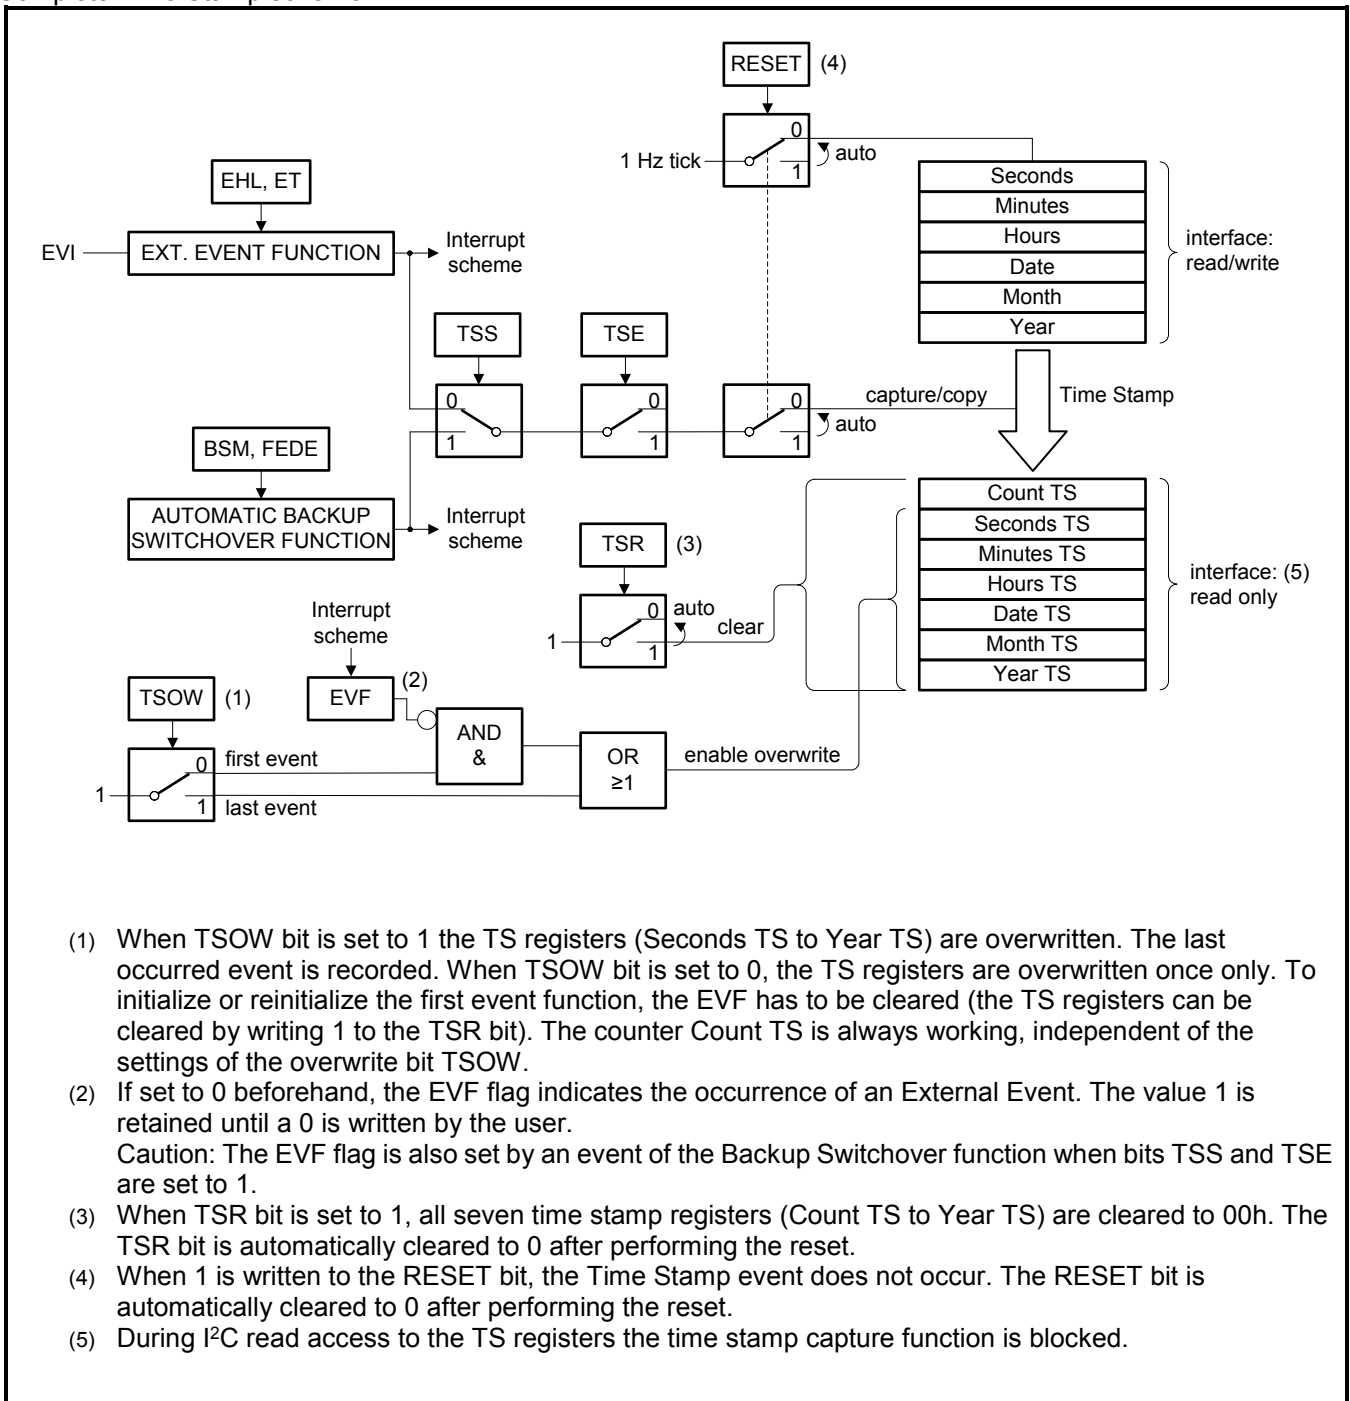 RESET (4)
0
1 Hz tick
auto
1
Seconds
Minutes
Hours
Date
Month
Year
interface:
read/write
EHL, ET
EVI
EXT. EVENT FUNCTION
Interrupt
scheme
TSS
TSE
0
1
0
1
0
1
auto
capture/copy
Time Stamp
BSM, FEDE
AUTOMATIC BACKUP
SWITCHOVER FUNCTION
Interrupt
scheme
Count TS
Seconds TS
Minutes TS
Hours TS
Date TS
Month TS
Year TS
interface: (5)
read only
TSR (3)
1
0
1
auto
clear
Interrupt
scheme
EVF
(2)
TSOW (1)
1
0
1
first event
last event
AND
&
OR
≥1
enable overwrite
(1) When TSOW bit is set to 1 the TS registers (Seconds TS to Year TS) are overwritten. The last
occurred event is recorded. When TSOW bit is set to 0, the TS registers are overwritten once only. To
initialize or reinitialize the first event function, the EVF has to be cleared (the TS registers can be
cleared by writing 1 to the TSR bit). The counter Count TS is always working, independent of the
settings of the overwrite bit TSOW.
(2) If set to 0 beforehand, the EVF flag indicates the occurrence of an External Event. The value 1 is
retained until a 0 is written by the user.
Caution: The EVF flag is also set by an event of the Backup Switchover function when bits TSS and TSE
are set to 1.
(3) When TSR bit is set to 1, all seven time stamp registers (Count TS to Year TS) are cleared to 00h. The
TSR bit is automatically cleared to 0 after performing the reset.
(4) When 1 is written to the RESET bit, the Time Stamp event does not occur. The RESET bit is
automatically cleared to 0 after performing the reset.
(5) During I²C read access to the TS registers the time stamp capture function is blocked.